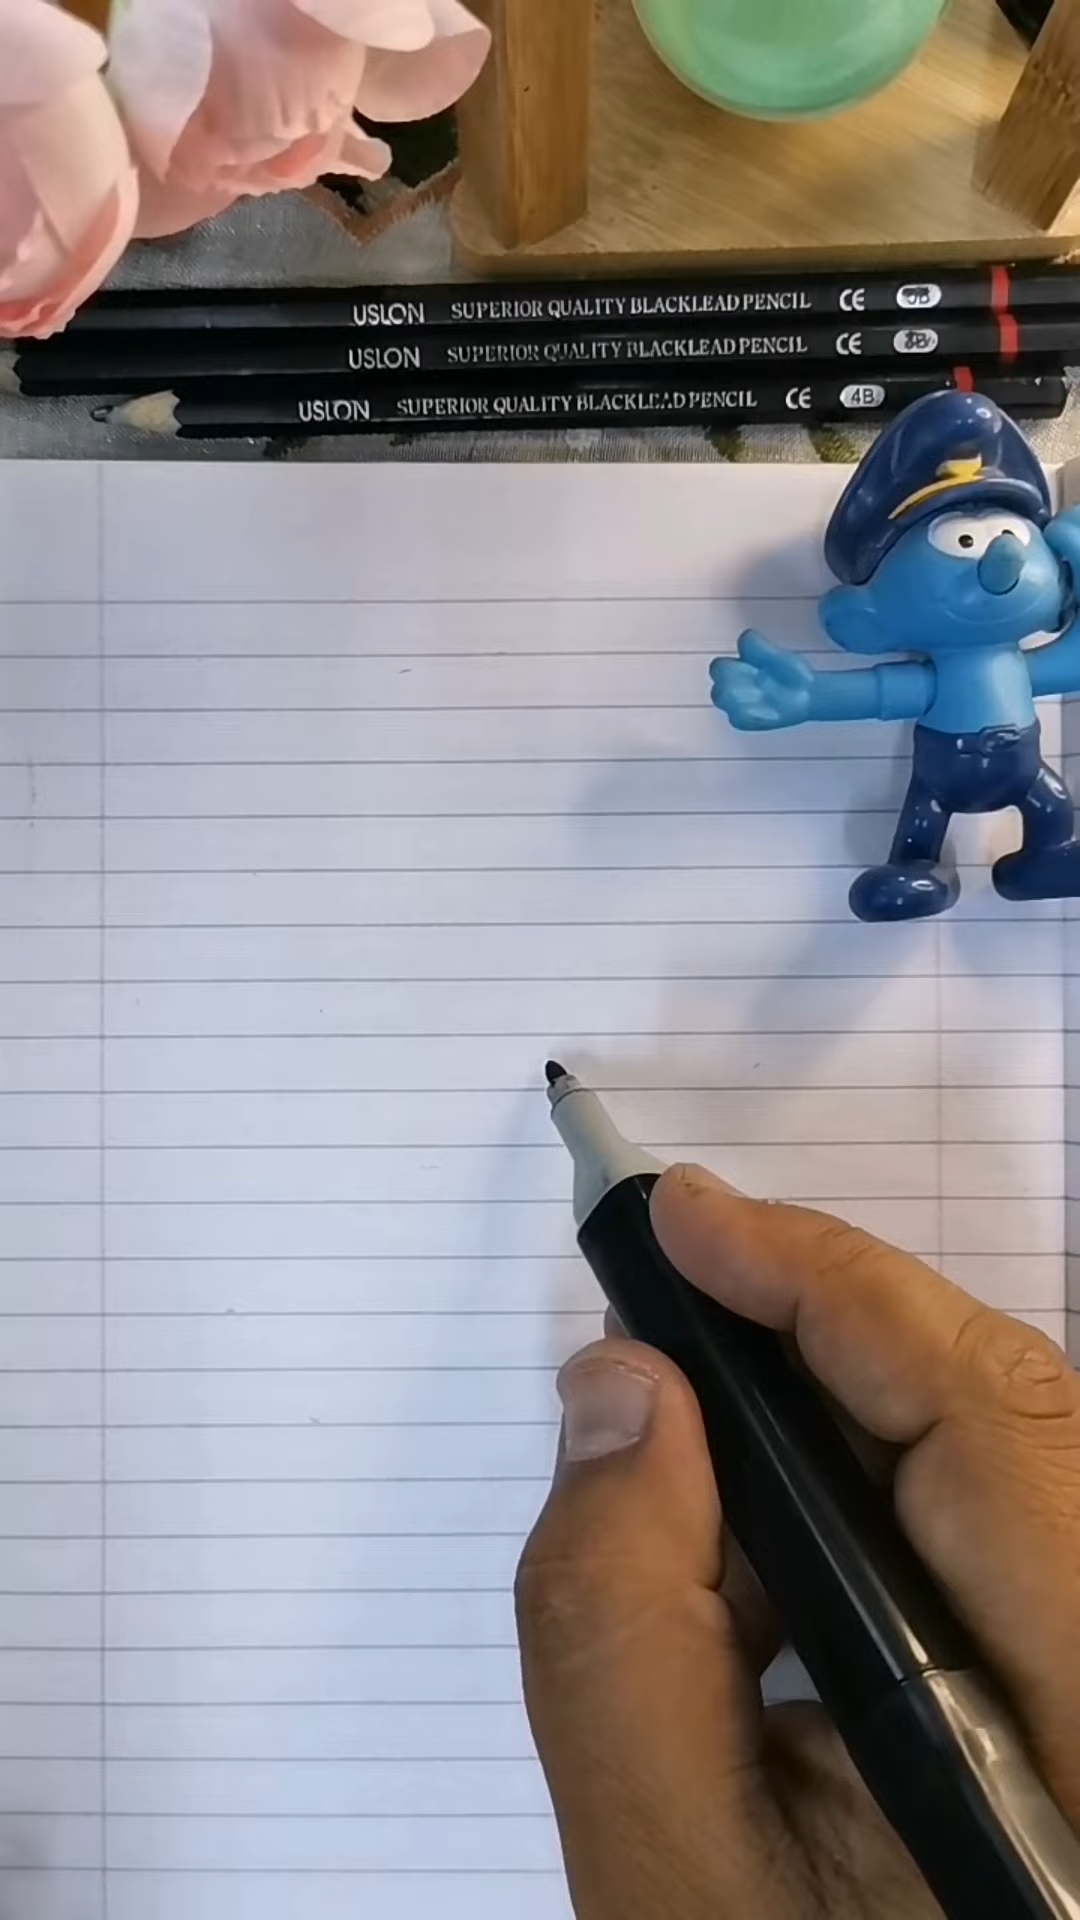 USLON SUPERIOR QUALITY BLACKLEAD PENCIL CE
USLON SUPERIOR QUALITY BLACKLEAD PENCIL CE
USLON SUPERIOR QUALITY BLACKLEAD PENCIL CE 4B